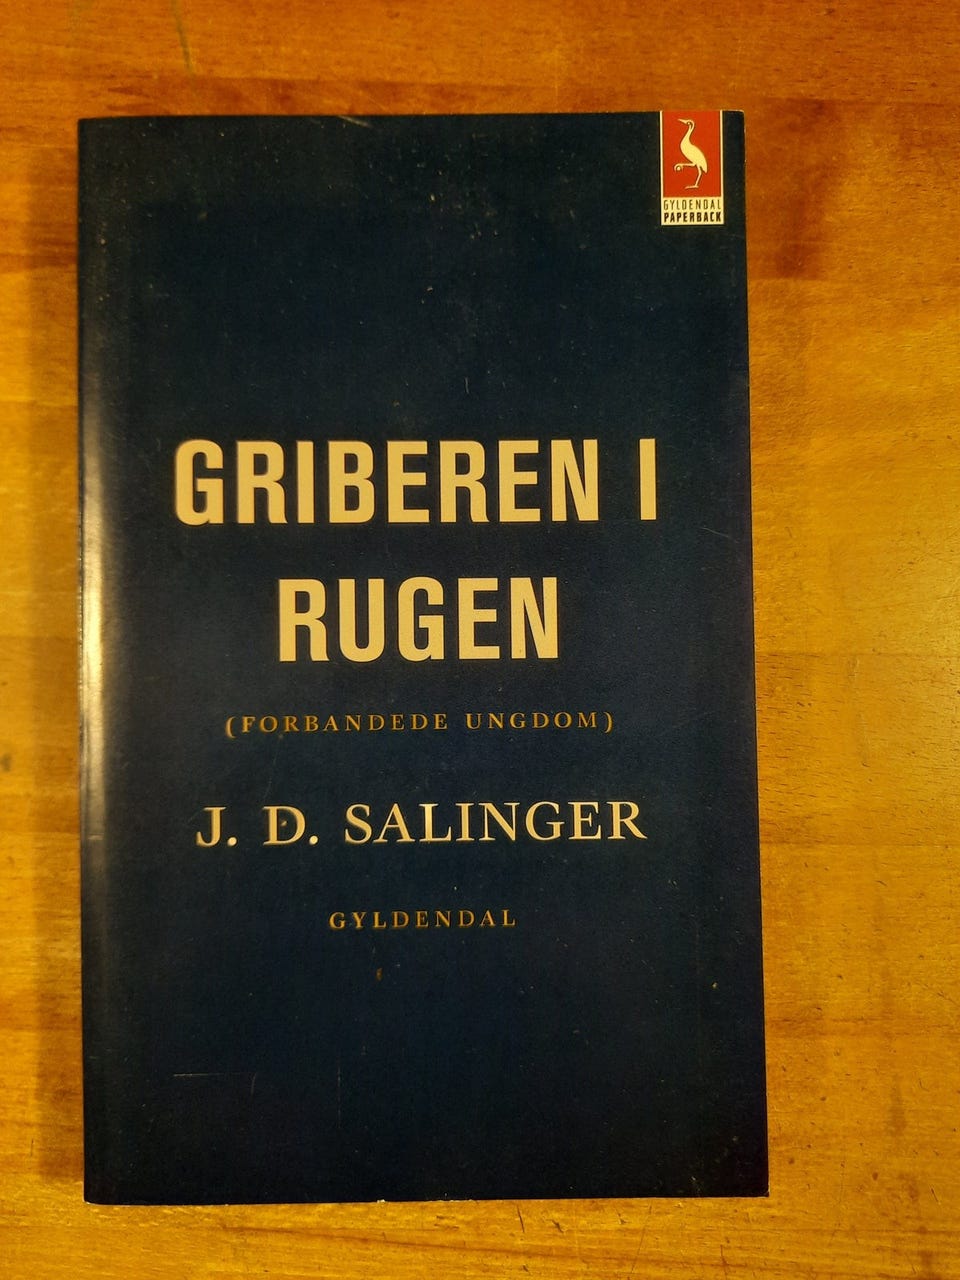 GYLDENDAL
PAPERBACK
GRIBEREN I
RUGEN
(FORBANDEDE UNGDOM)
J. D. SALINGER
GYLDENDAL